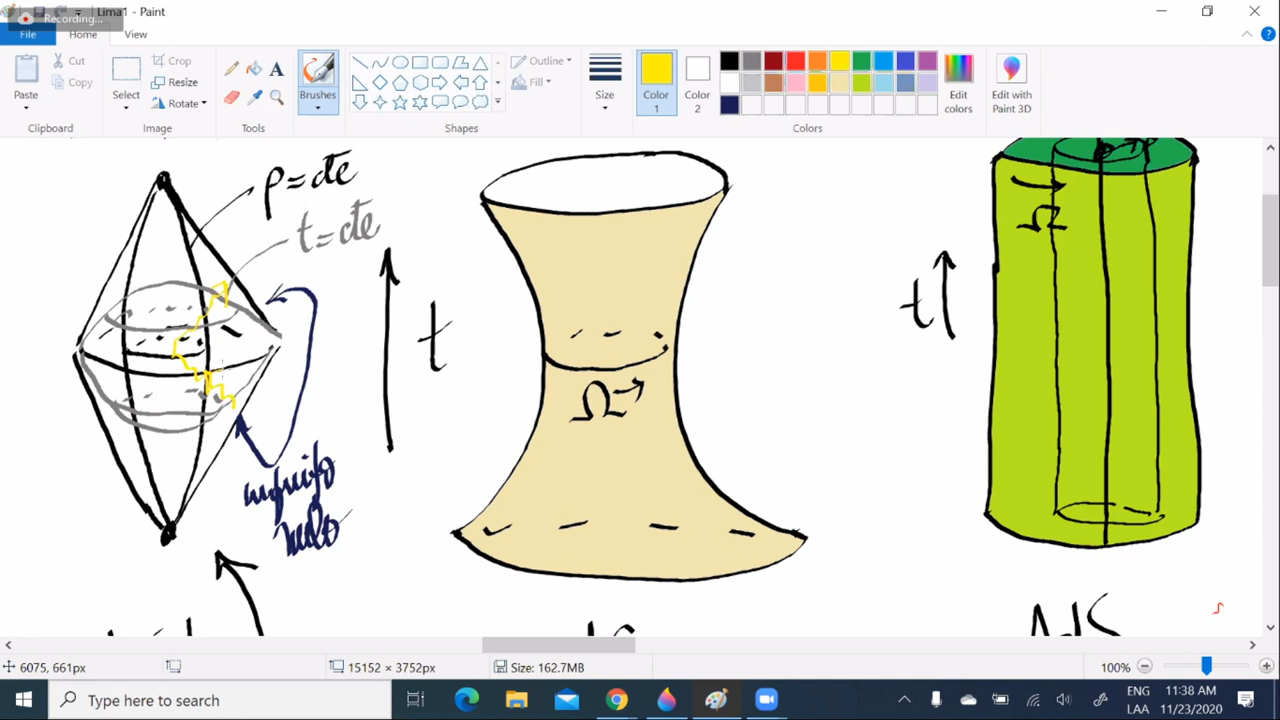 Recording...
Lima1 - Paint
File
Home
View
Paste
Cut
Copy
Clipboard
Select
Crop
Resize
Rotate
Image
Tools
Brushes
Shapes
Outline
Fill
Size
Color
1
Color
2
Colors
Edit
colors
Edit with
Paint 3D
ρ=cte
t=cte
t
Ω
infinito
nulo
t
Ω
AdS
6075, 661px
15152 × 3752px
Size: 162.7MB
100%
Type here to search
ENG
LAA
11:38 AM
11/23/2020